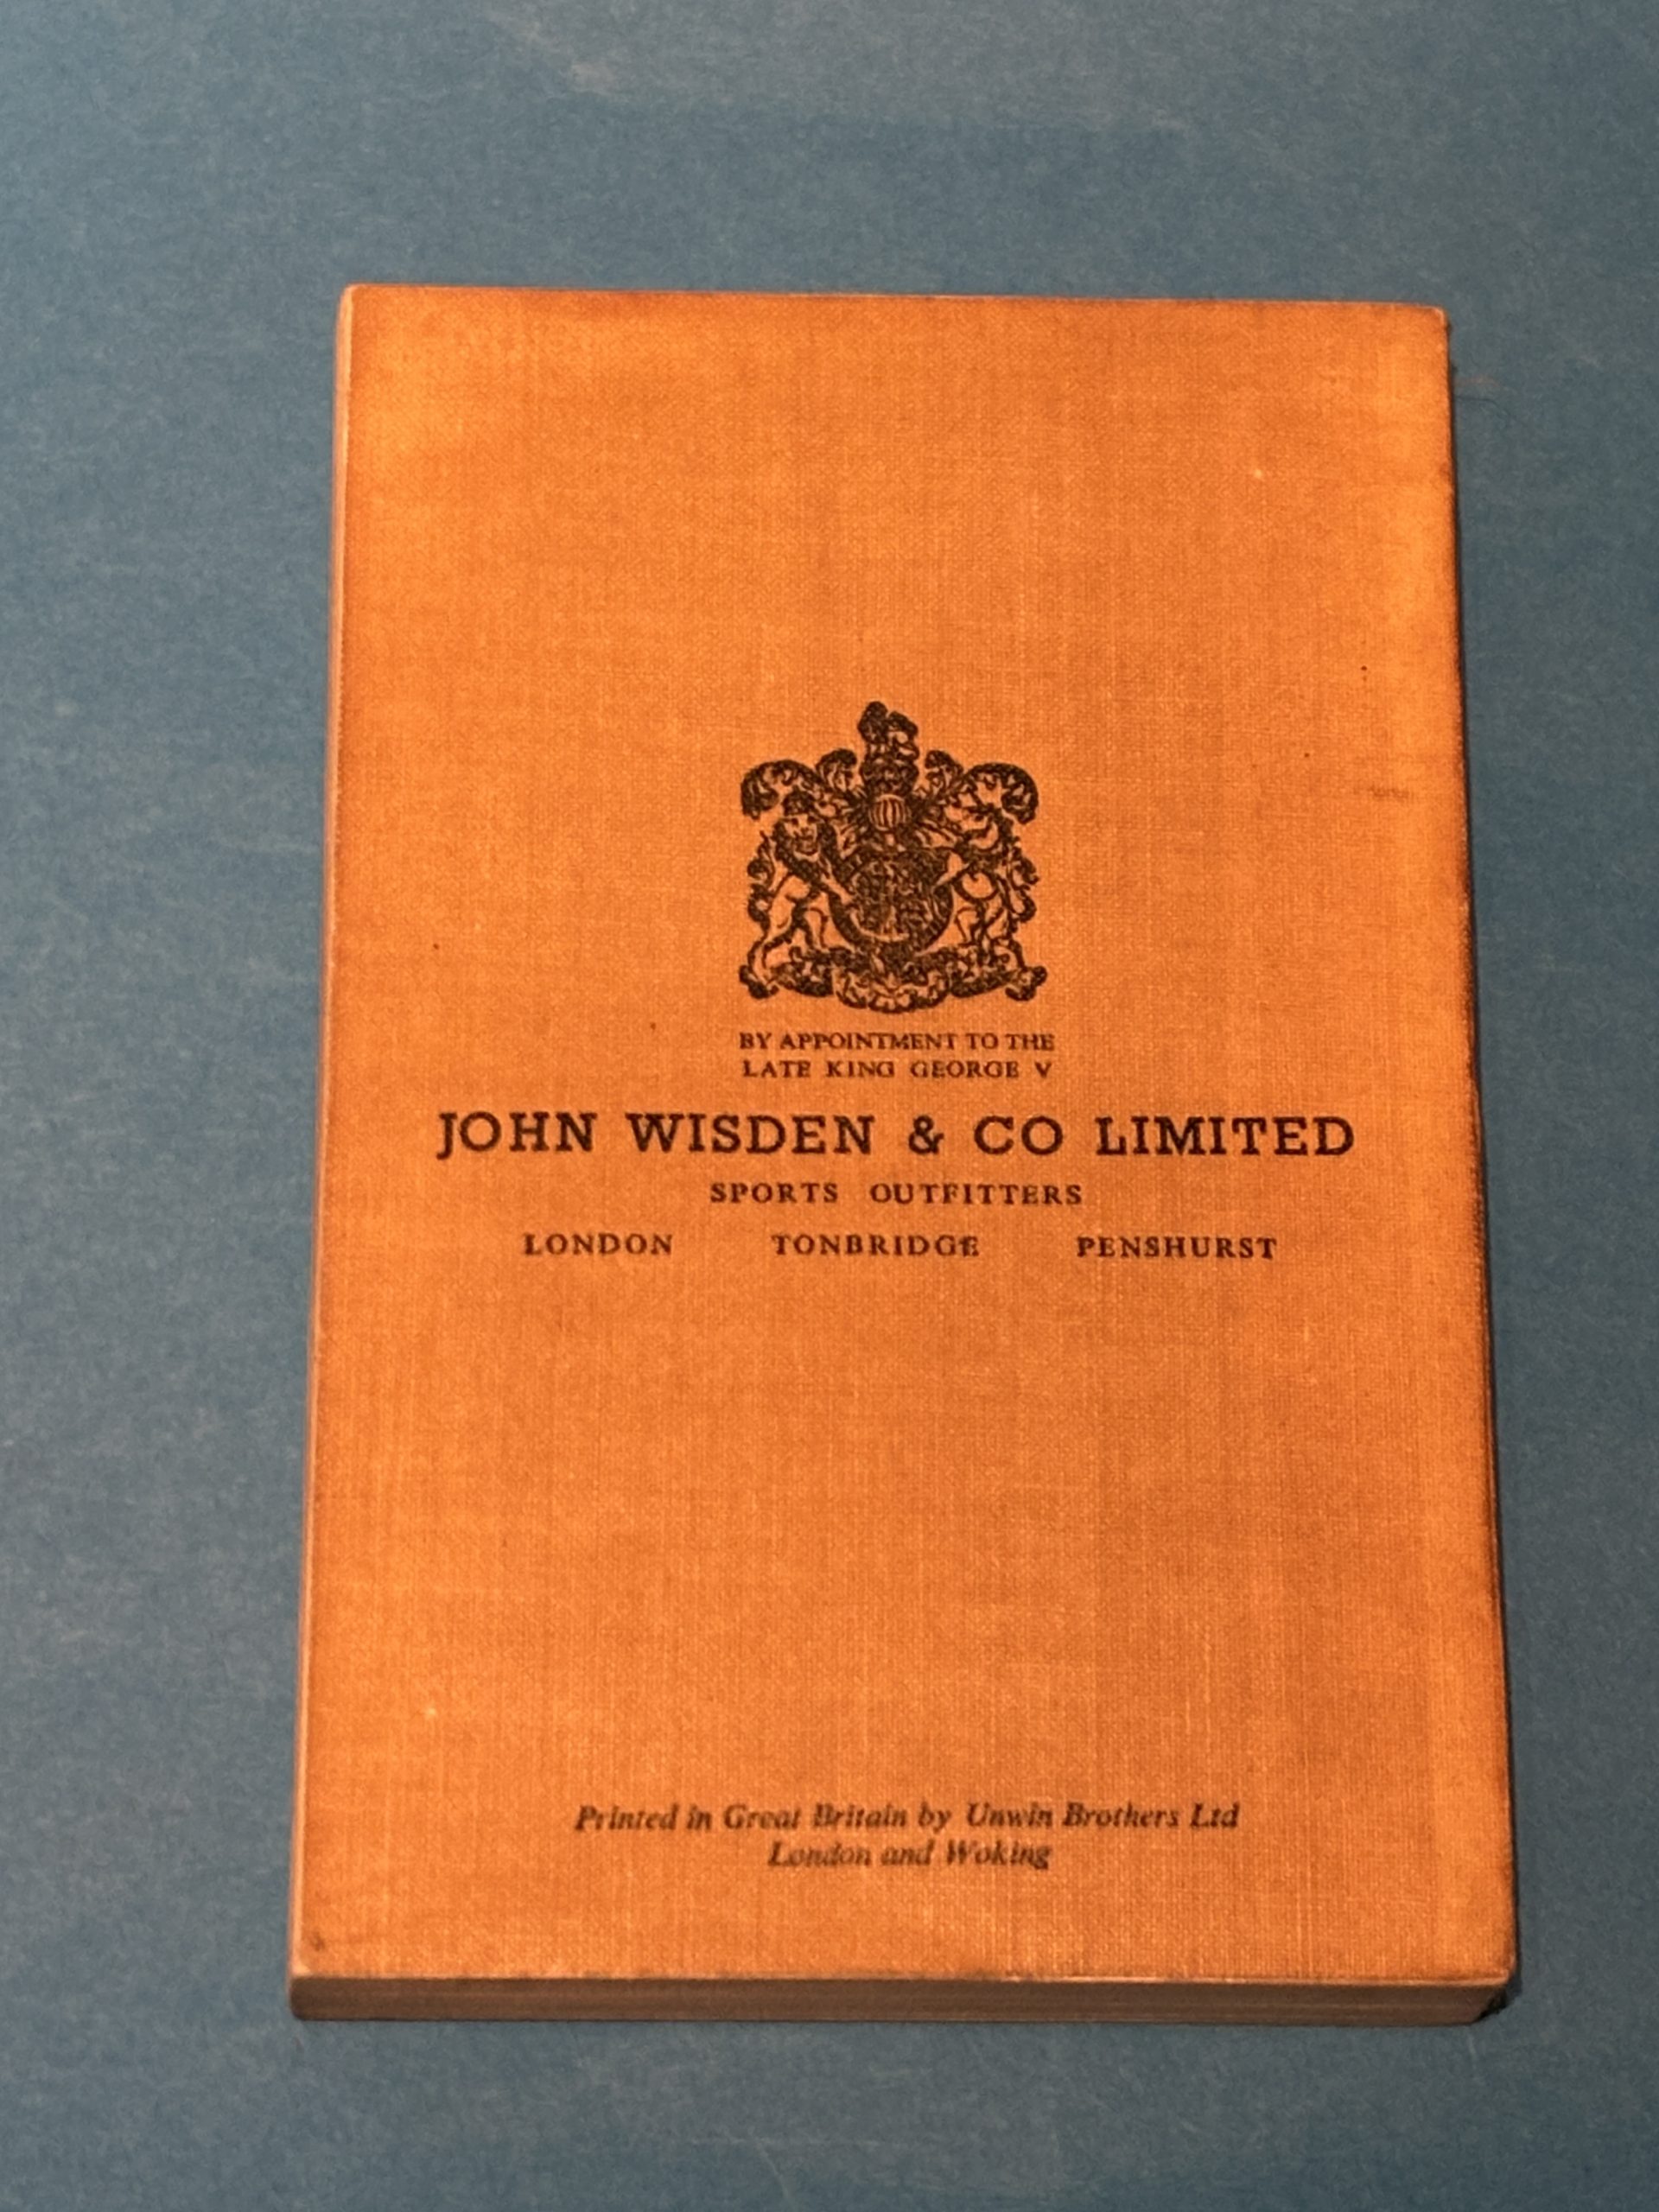 BY APPOINTMENT TO THE
LATE KING GEORGE V
JOHN WISDEN & CO LIMITED
SPORTS OUTFITTERS
LONDON TONBRIDGE PENSHURST
Printed in Great Britain by Unwin Brothers Ltd
London and Woking